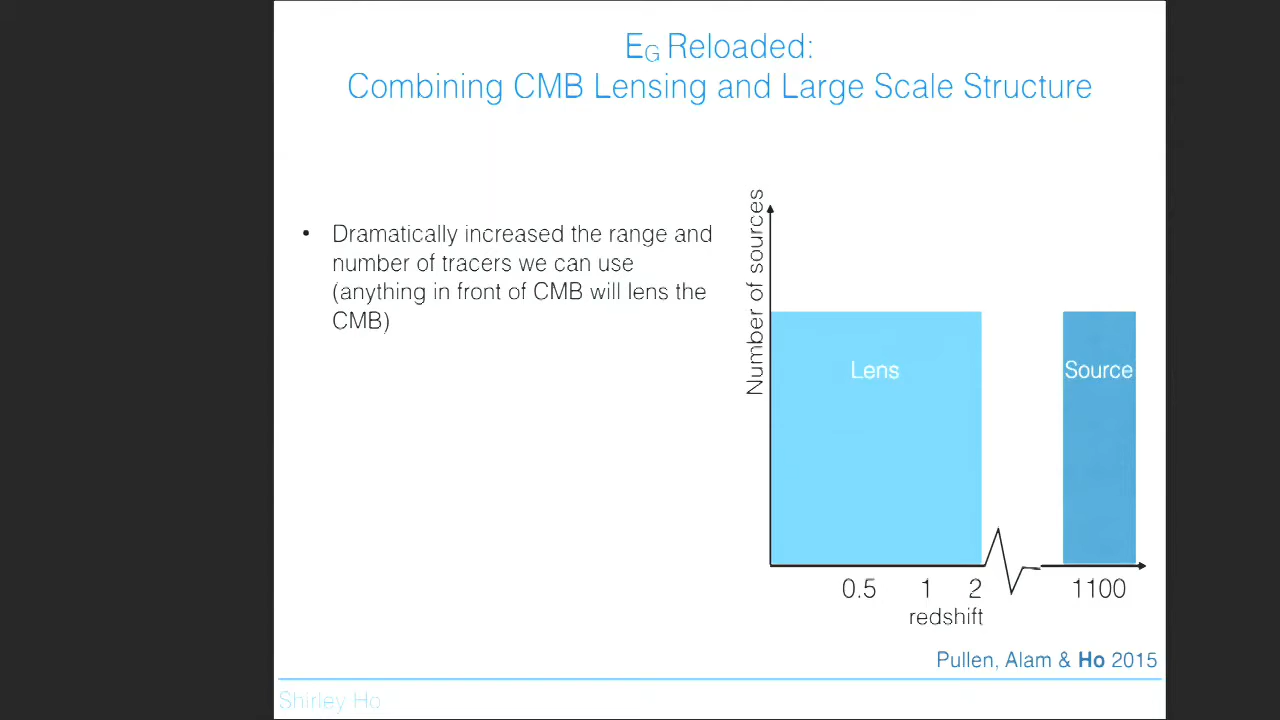 E_G Reloaded:
Combining CMB Lensing and Large Scale Structure
• Dramatically increased the range and
number of tracers we can use
(anything in front of CMB will lens the
CMB)
Number of sources
Lens
Source
0.5 1 2 1100
redshift
Pullen, Alam & Ho 2015
Shirley Ho